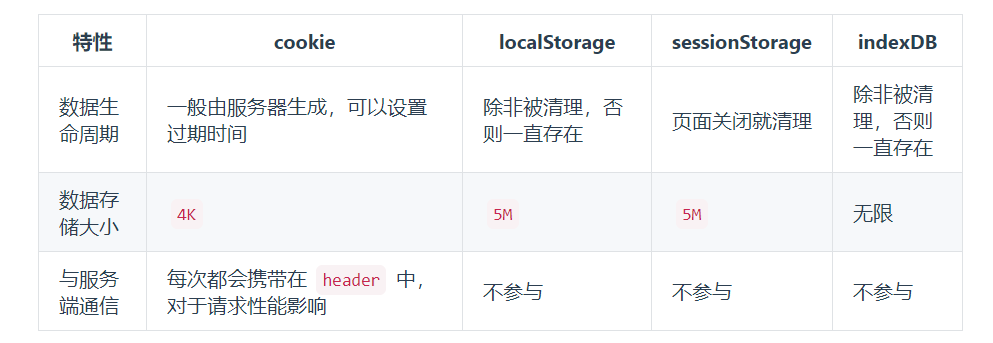 特性 cookie localStorage sessionStorage indexDB
数据生
命周期
一般由服务器生成，可以设置
过期时间
除非被清理，否
则一直存在
页面关闭就清理
除非被清
理，否则
一直存在
数据存
储大小
4K
5M
5M
无限
与服务
端通信
每次都会携带在 header 中，
对于请求性能影响
不参与
不参与
不参与